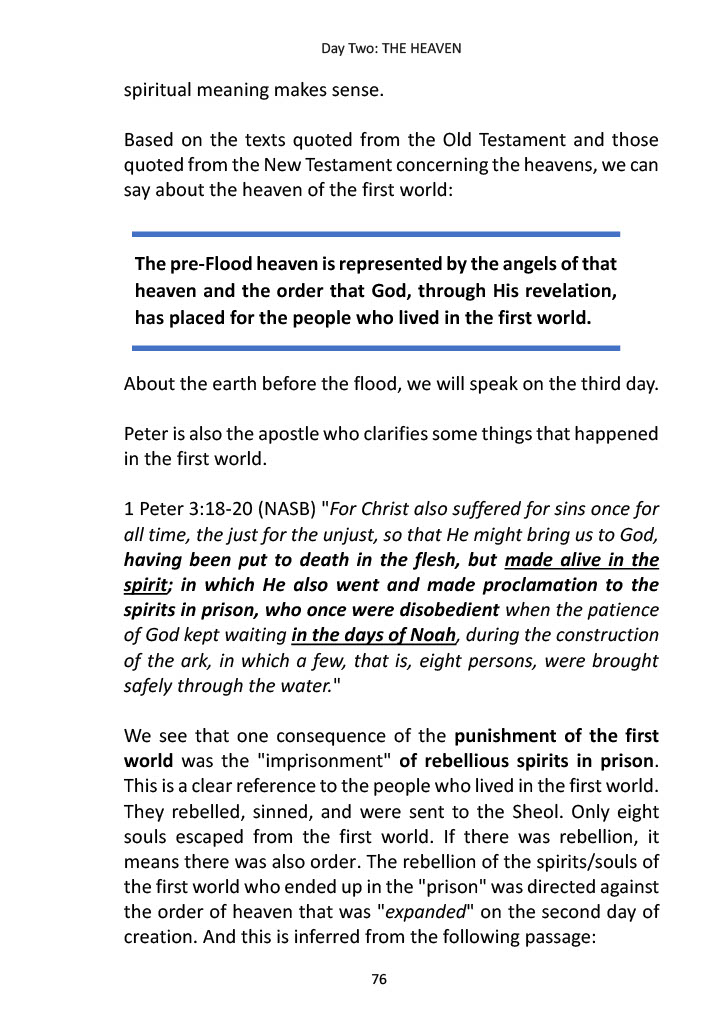 Day Two: THE HEAVEN
spiritual meaning makes sense.
Based on the texts quoted from the Old Testament and those
quoted from the New Testament concerning the heavens, we can
say about the heaven of the first world:
The pre-Flood heaven is represented by the angels of that
heaven and the order that God, through His revelation,
has placed for the people who lived in the first world.
About the earth before the flood, we will speak on the third day.
Peter is also the apostle who clarifies some things that happened
in the first world.
1 Peter 3:18-20 (NASB) "For Christ also suffered for sins once for
all time, the just for the unjust, so that He might bring us to God,
having been put to death in the flesh, but made alive in the
spirit; in which He also went and made proclamation to the
spirits in prison, who once were disobedient when the patience
of God kept waiting in the days of Noah, during the construction
of the ark, in which a few, that is, eight persons, were brought
safely through the water."
We see that one consequence of the punishment of the first
world was the "imprisonment" of rebellious spirits in prison.
This is a clear reference to the people who lived in the first world.
They rebelled, sinned, and were sent to the Sheol. Only eight
souls escaped from the first world. If there was rebellion, it
means there was also order. The rebellion of the spirits/souls of
the first world who ended up in the "prison" was directed against
the order of heaven that was "expanded" on the second day of
creation. And this is inferred from the following passage:
76